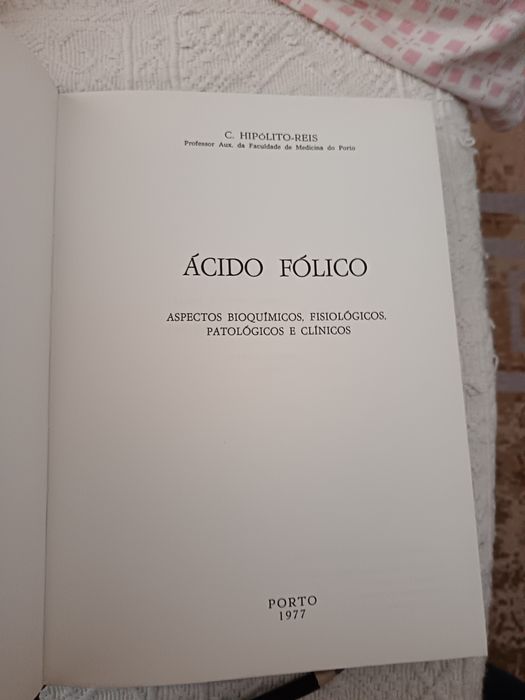 C. HIPÓLITO-REIS
Professor Aux. da Faculdade de Medicina do Porto
ÁCIDO FÓLICO
ASPECTOS BIOQUÍMICOS, FISIOLÓGICOS,
PATOLÓGICOS E CLÍNICOS
PORTO
1977